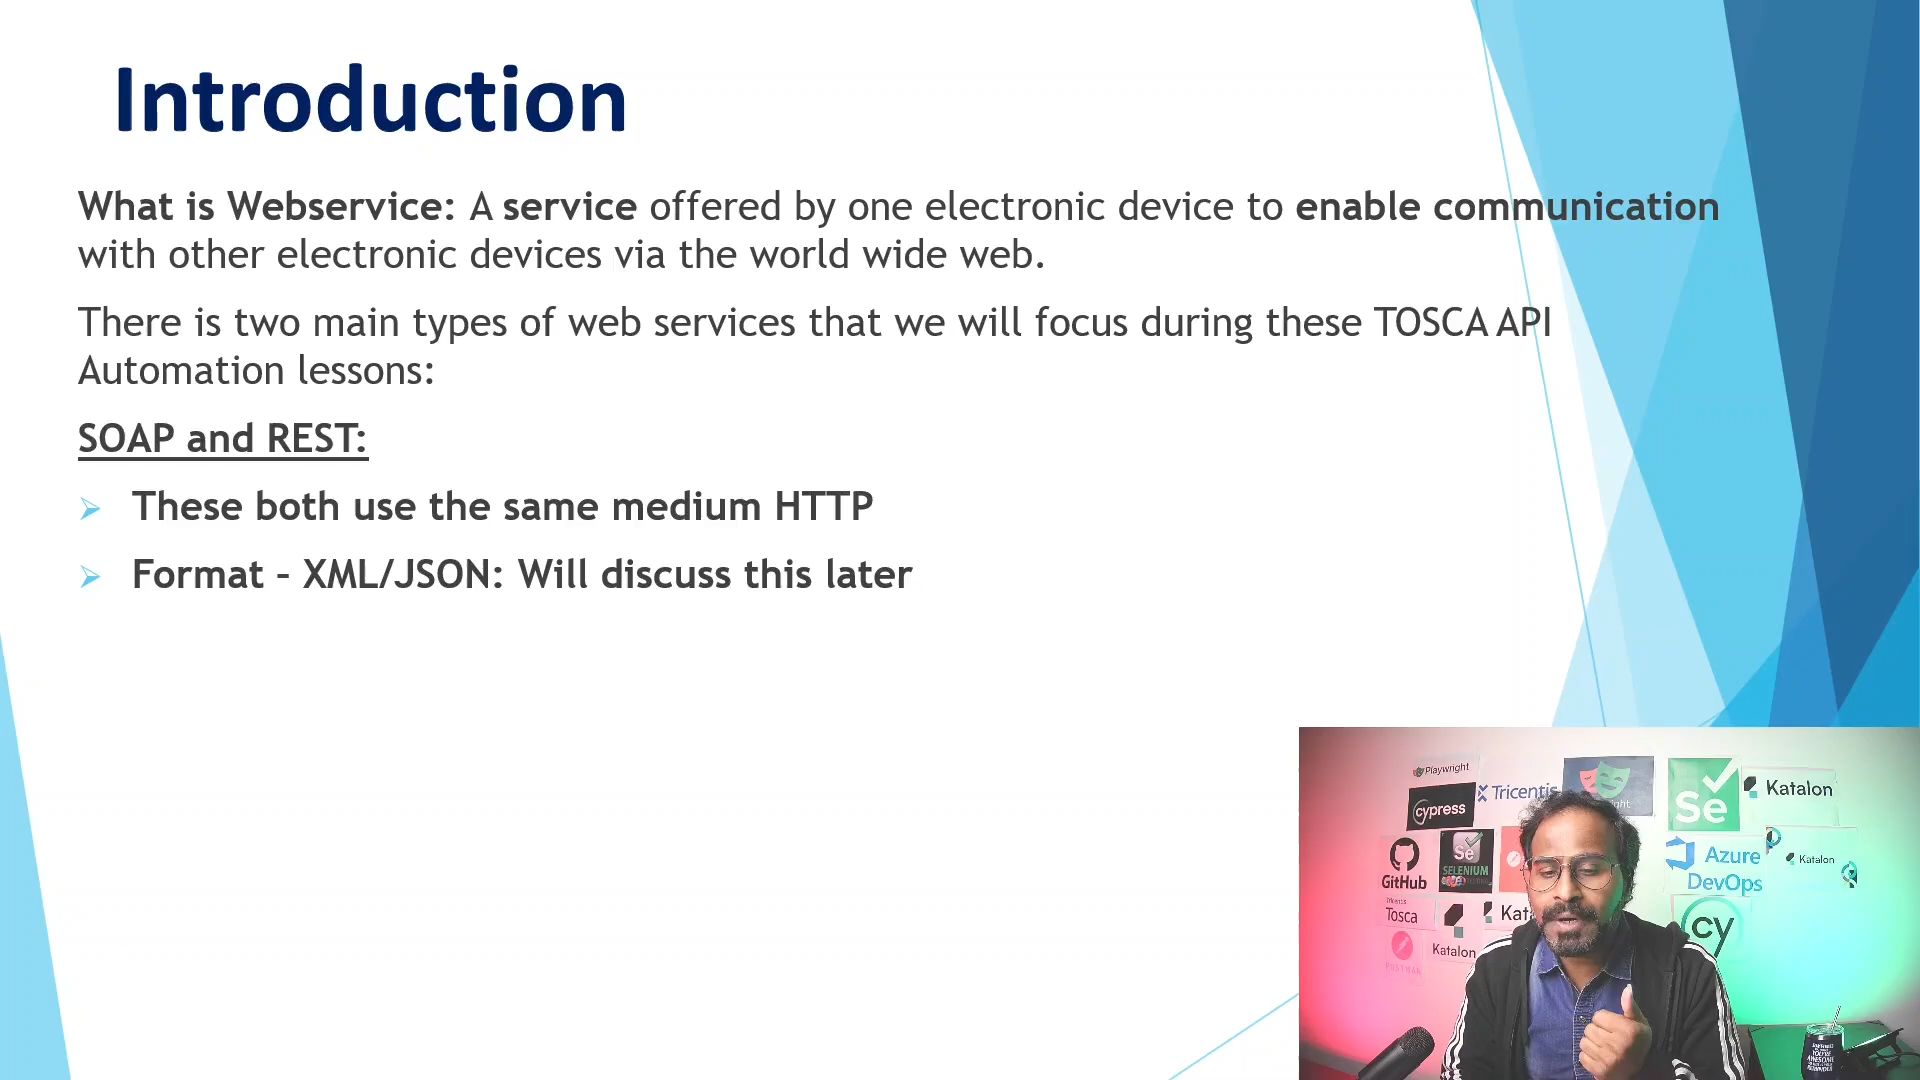 Introduction
What is Webservice: A service offered by one electronic device to enable communication
with other electronic devices via the world wide web.
There is two main types of web services that we will focus during these TOSCA API
Automation lessons:
SOAP and REST:
These both use the same medium HTTP
Format – XML/JSON: Will discuss this later
Playwright
cypress
Tricentis
Se
Katalon
GitHub
Se
SELENIUM
Azure
DevOps
Katalon
Tricentis
Tosca
Katalon
POSTMAN
cy